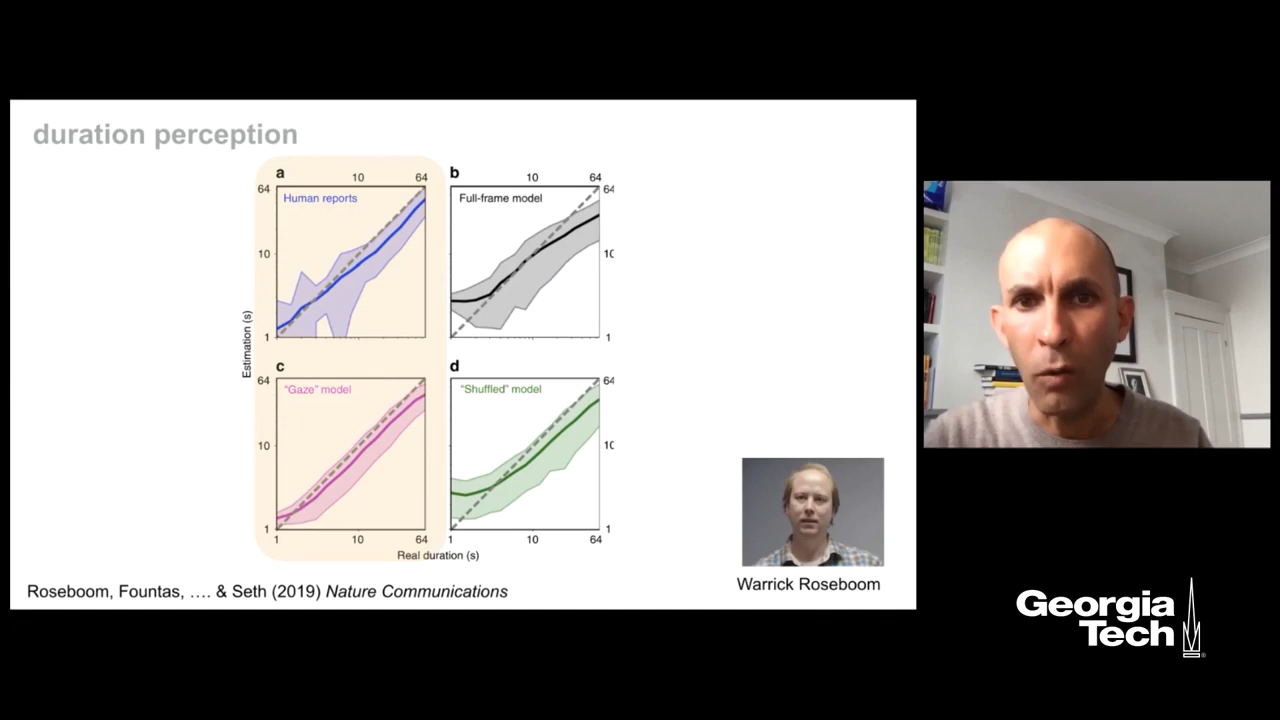 duration perception
a
10
64
b
10
64
64
Human reports
Full-frame model
64
10
10
1
1
Estimation (s)
c
d
64
"Gaze" model
"Shuffled" model
64
10
10
1
1
1
10
64
1
10
64
Real duration (s)
Roseboom, Fountas, .... & Seth (2019) Nature Communications
Warrick Roseboom
Georgia
Tech